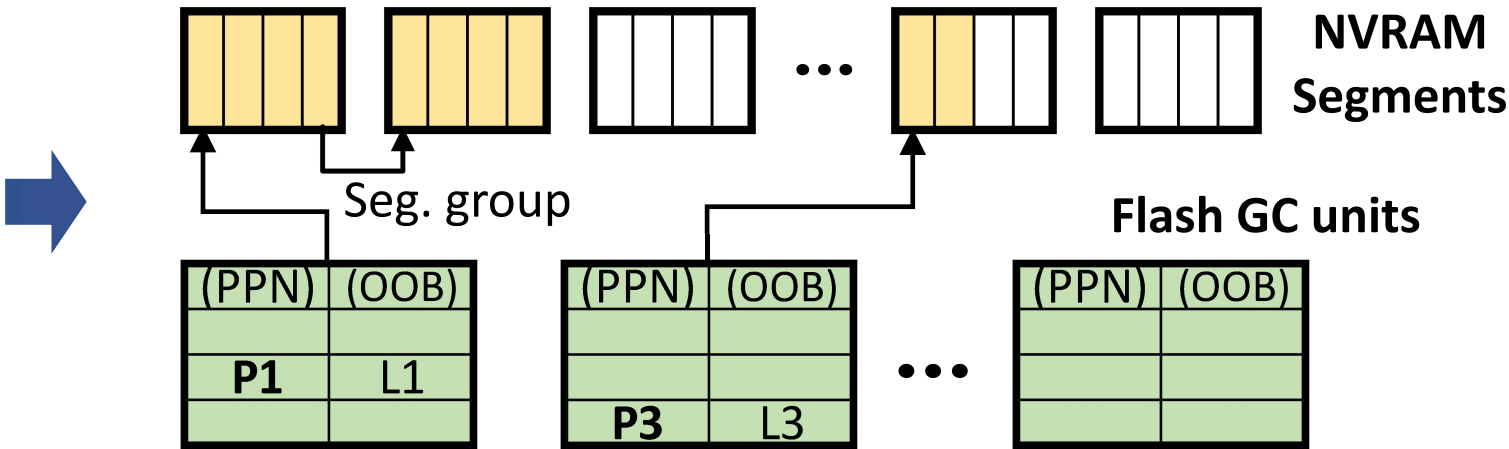 NVRAM
Segments
...
Seg. group
Flash GC units
(PPN) (OOB) (PPN) (OOB) (PPN) (OOB)
P1 L1
...
P3 L3